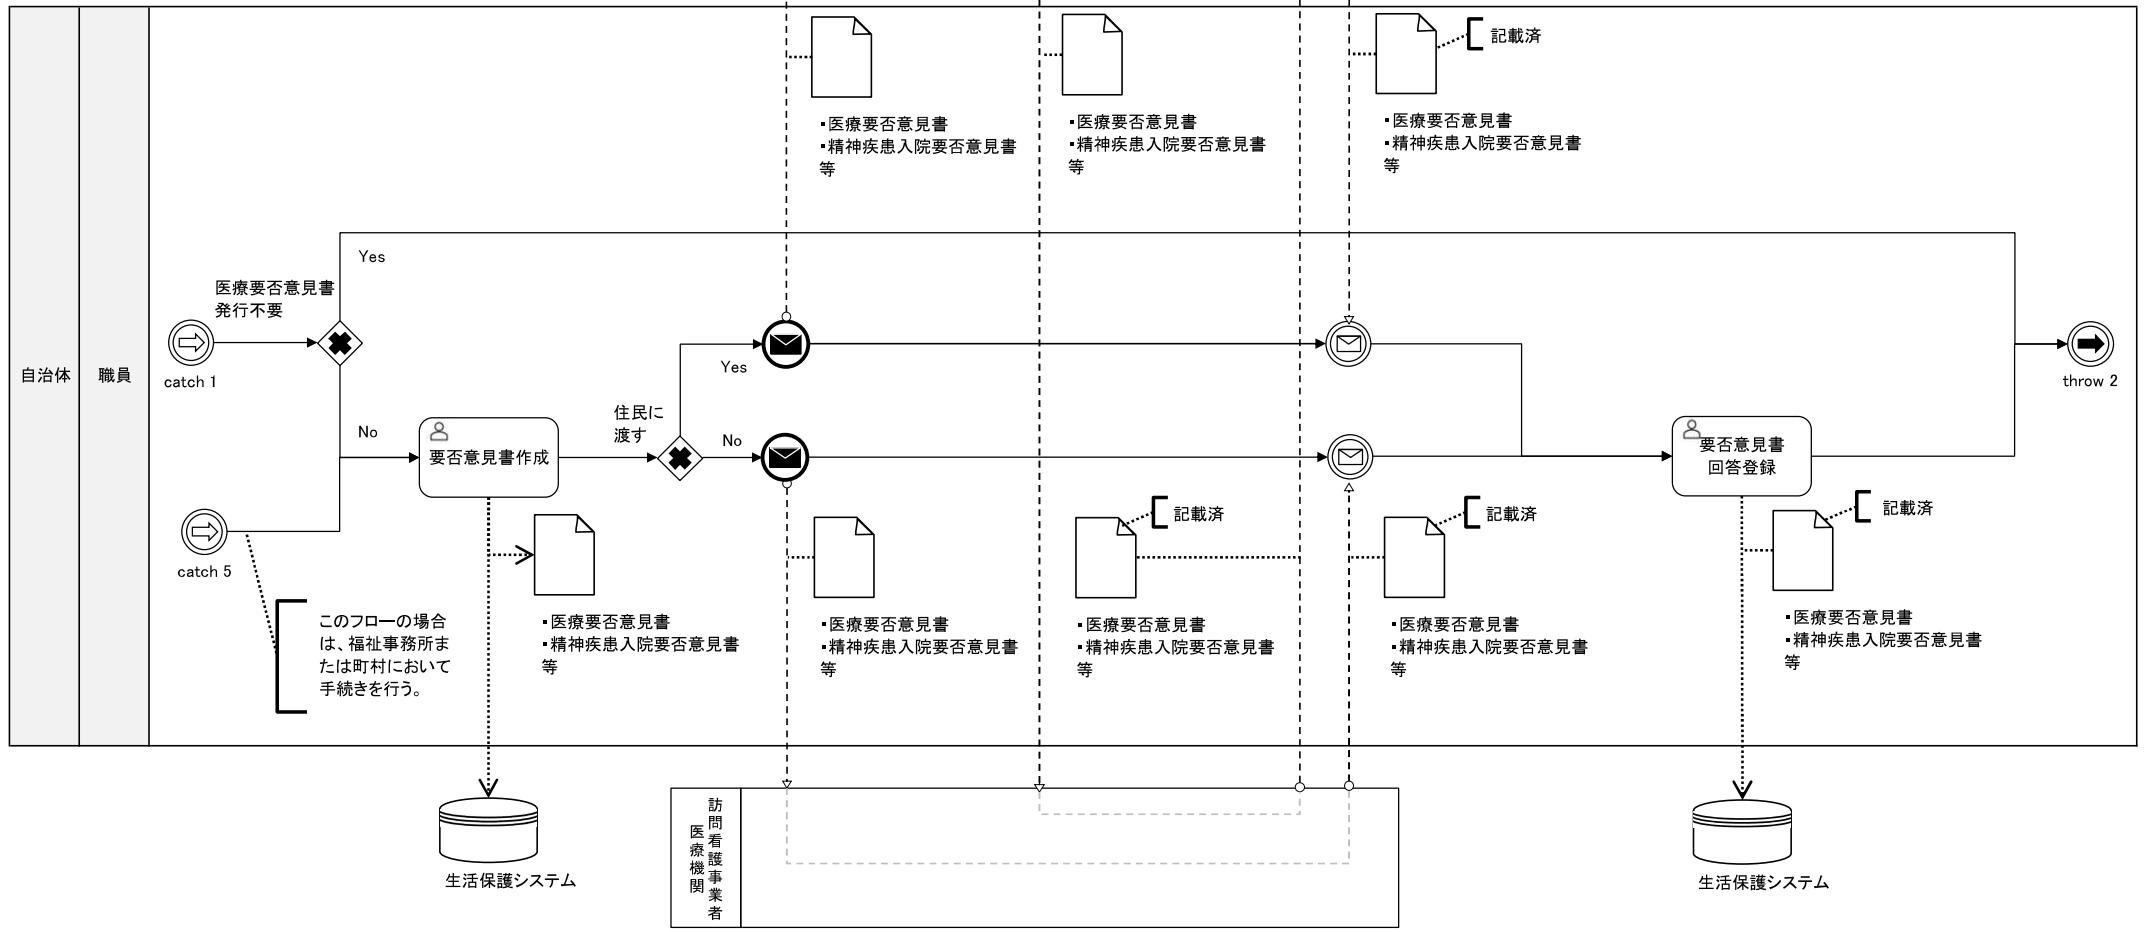 自治体
職員
記載済
・医療要否意見書
・精神疾患入院要否意見書
等
・医療要否意見書
・精神疾患入院要否意見書
等
・医療要否意見書
・精神疾患入院要否意見書
等
Yes
医療要否意見書
発行不要
catch 1
No
要否意見書作成
住民に
渡す
Yes
No
throw 2
要否意見書
回答登録
catch 5
このフローの場合
は、福祉事務所ま
たは町村において
手続きを行う。
・医療要否意見書
・精神疾患入院要否意見書
等
・医療要否意見書
・精神疾患入院要否意見書
等
記載済
・医療要否意見書
・精神疾患入院要否意見書
等
記載済
・医療要否意見書
・精神疾患入院要否意見書
等
記載済
・医療要否意見書
・精神疾患入院要否意見書
等
生活保護システム
訪問看護事業者
医療機関
生活保護システム